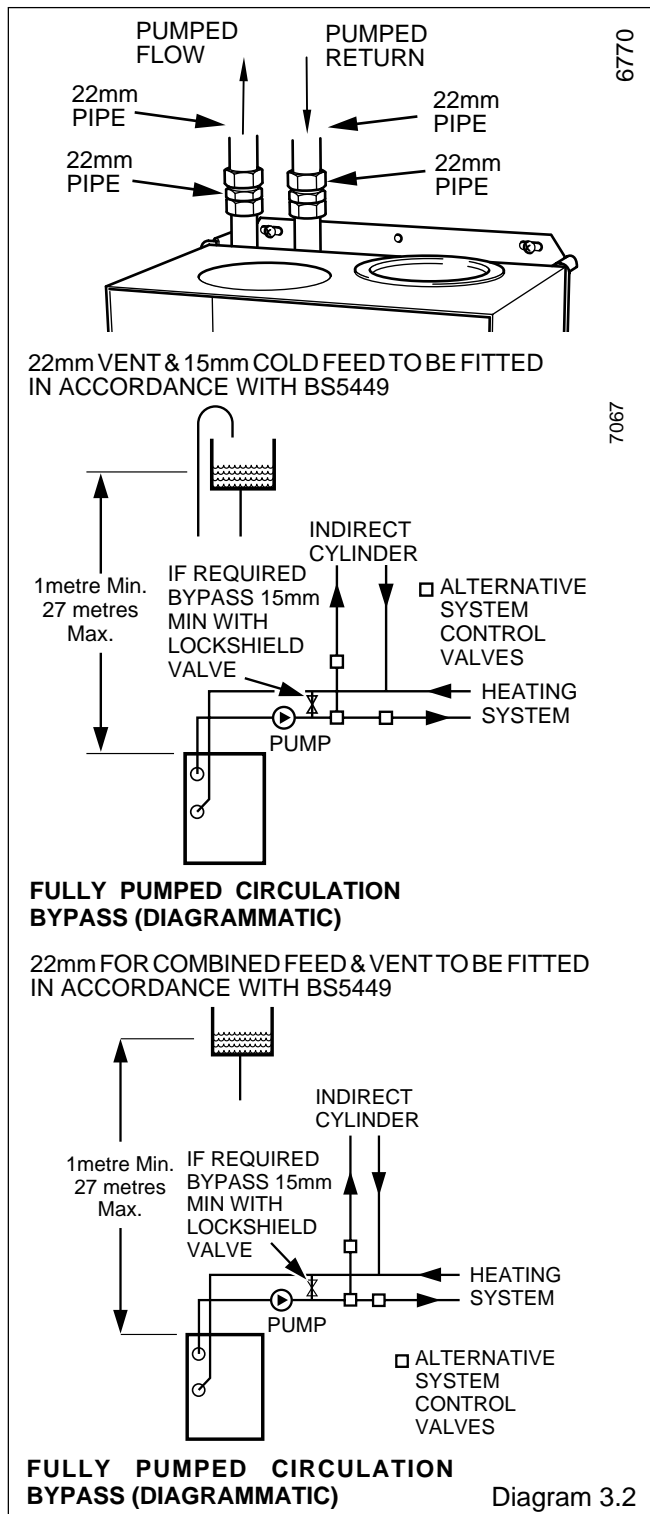 PUMPED
FLOW
PUMPED
RETURN
6770
22mm
PIPE
22mm
PIPE
22mm
PIPE
22mm
PIPE
22mm VENT & 15mm COLD FEED TO BE FITTED
IN ACCORDANCE WITH BS5449
7067
1metre Min.
27 metres
Max.
IF REQUIRED
BYPASS 15mm
MIN WITH
LOCKSHIELD
VALVE
INDIRECT
CYLINDER
ALTERNATIVE
SYSTEM
CONTROL
VALVES
HEATING
SYSTEM
PUMP
FULLY PUMPED CIRCULATION
BYPASS (DIAGRAMMATIC)
22mm FOR COMBINED FEED & VENT TO BE FITTED
IN ACCORDANCE WITH BS5449
INDIRECT
CYLINDER
1metre Min.
27 metres
Max.
IF REQUIRED
BYPASS 15mm
MIN WITH
LOCKSHIELD
VALVE
HEATING
SYSTEM
PUMP
ALTERNATIVE
SYSTEM
CONTROL
VALVES
FULLY PUMPED CIRCULATION
BYPASS (DIAGRAMMATIC)
Diagram 3.2